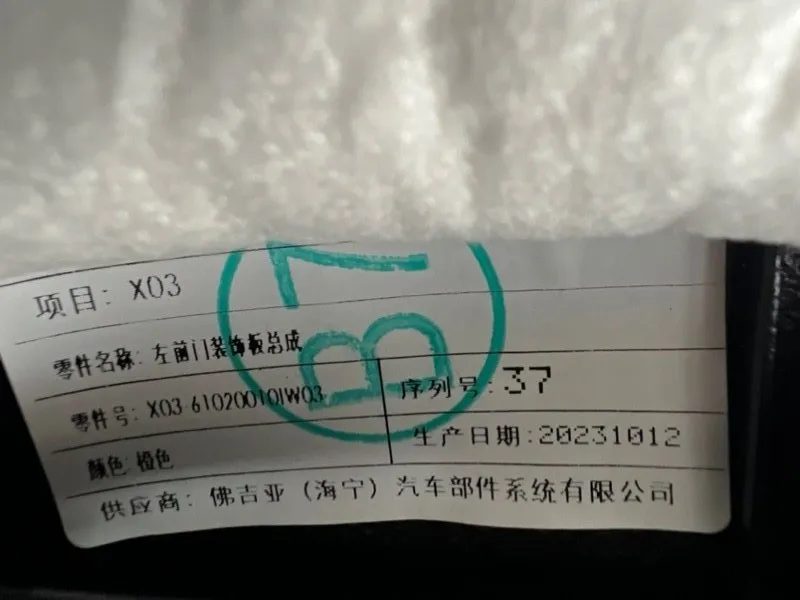 项目: X03
零件名称: 左前门装饰板总成
零件号: X03-61020010IW03
序列号: 37
颜色: 橙色
生产日期:20231012
供应商: 佛吉亚（海宁）汽车部件系统有限公司
B7